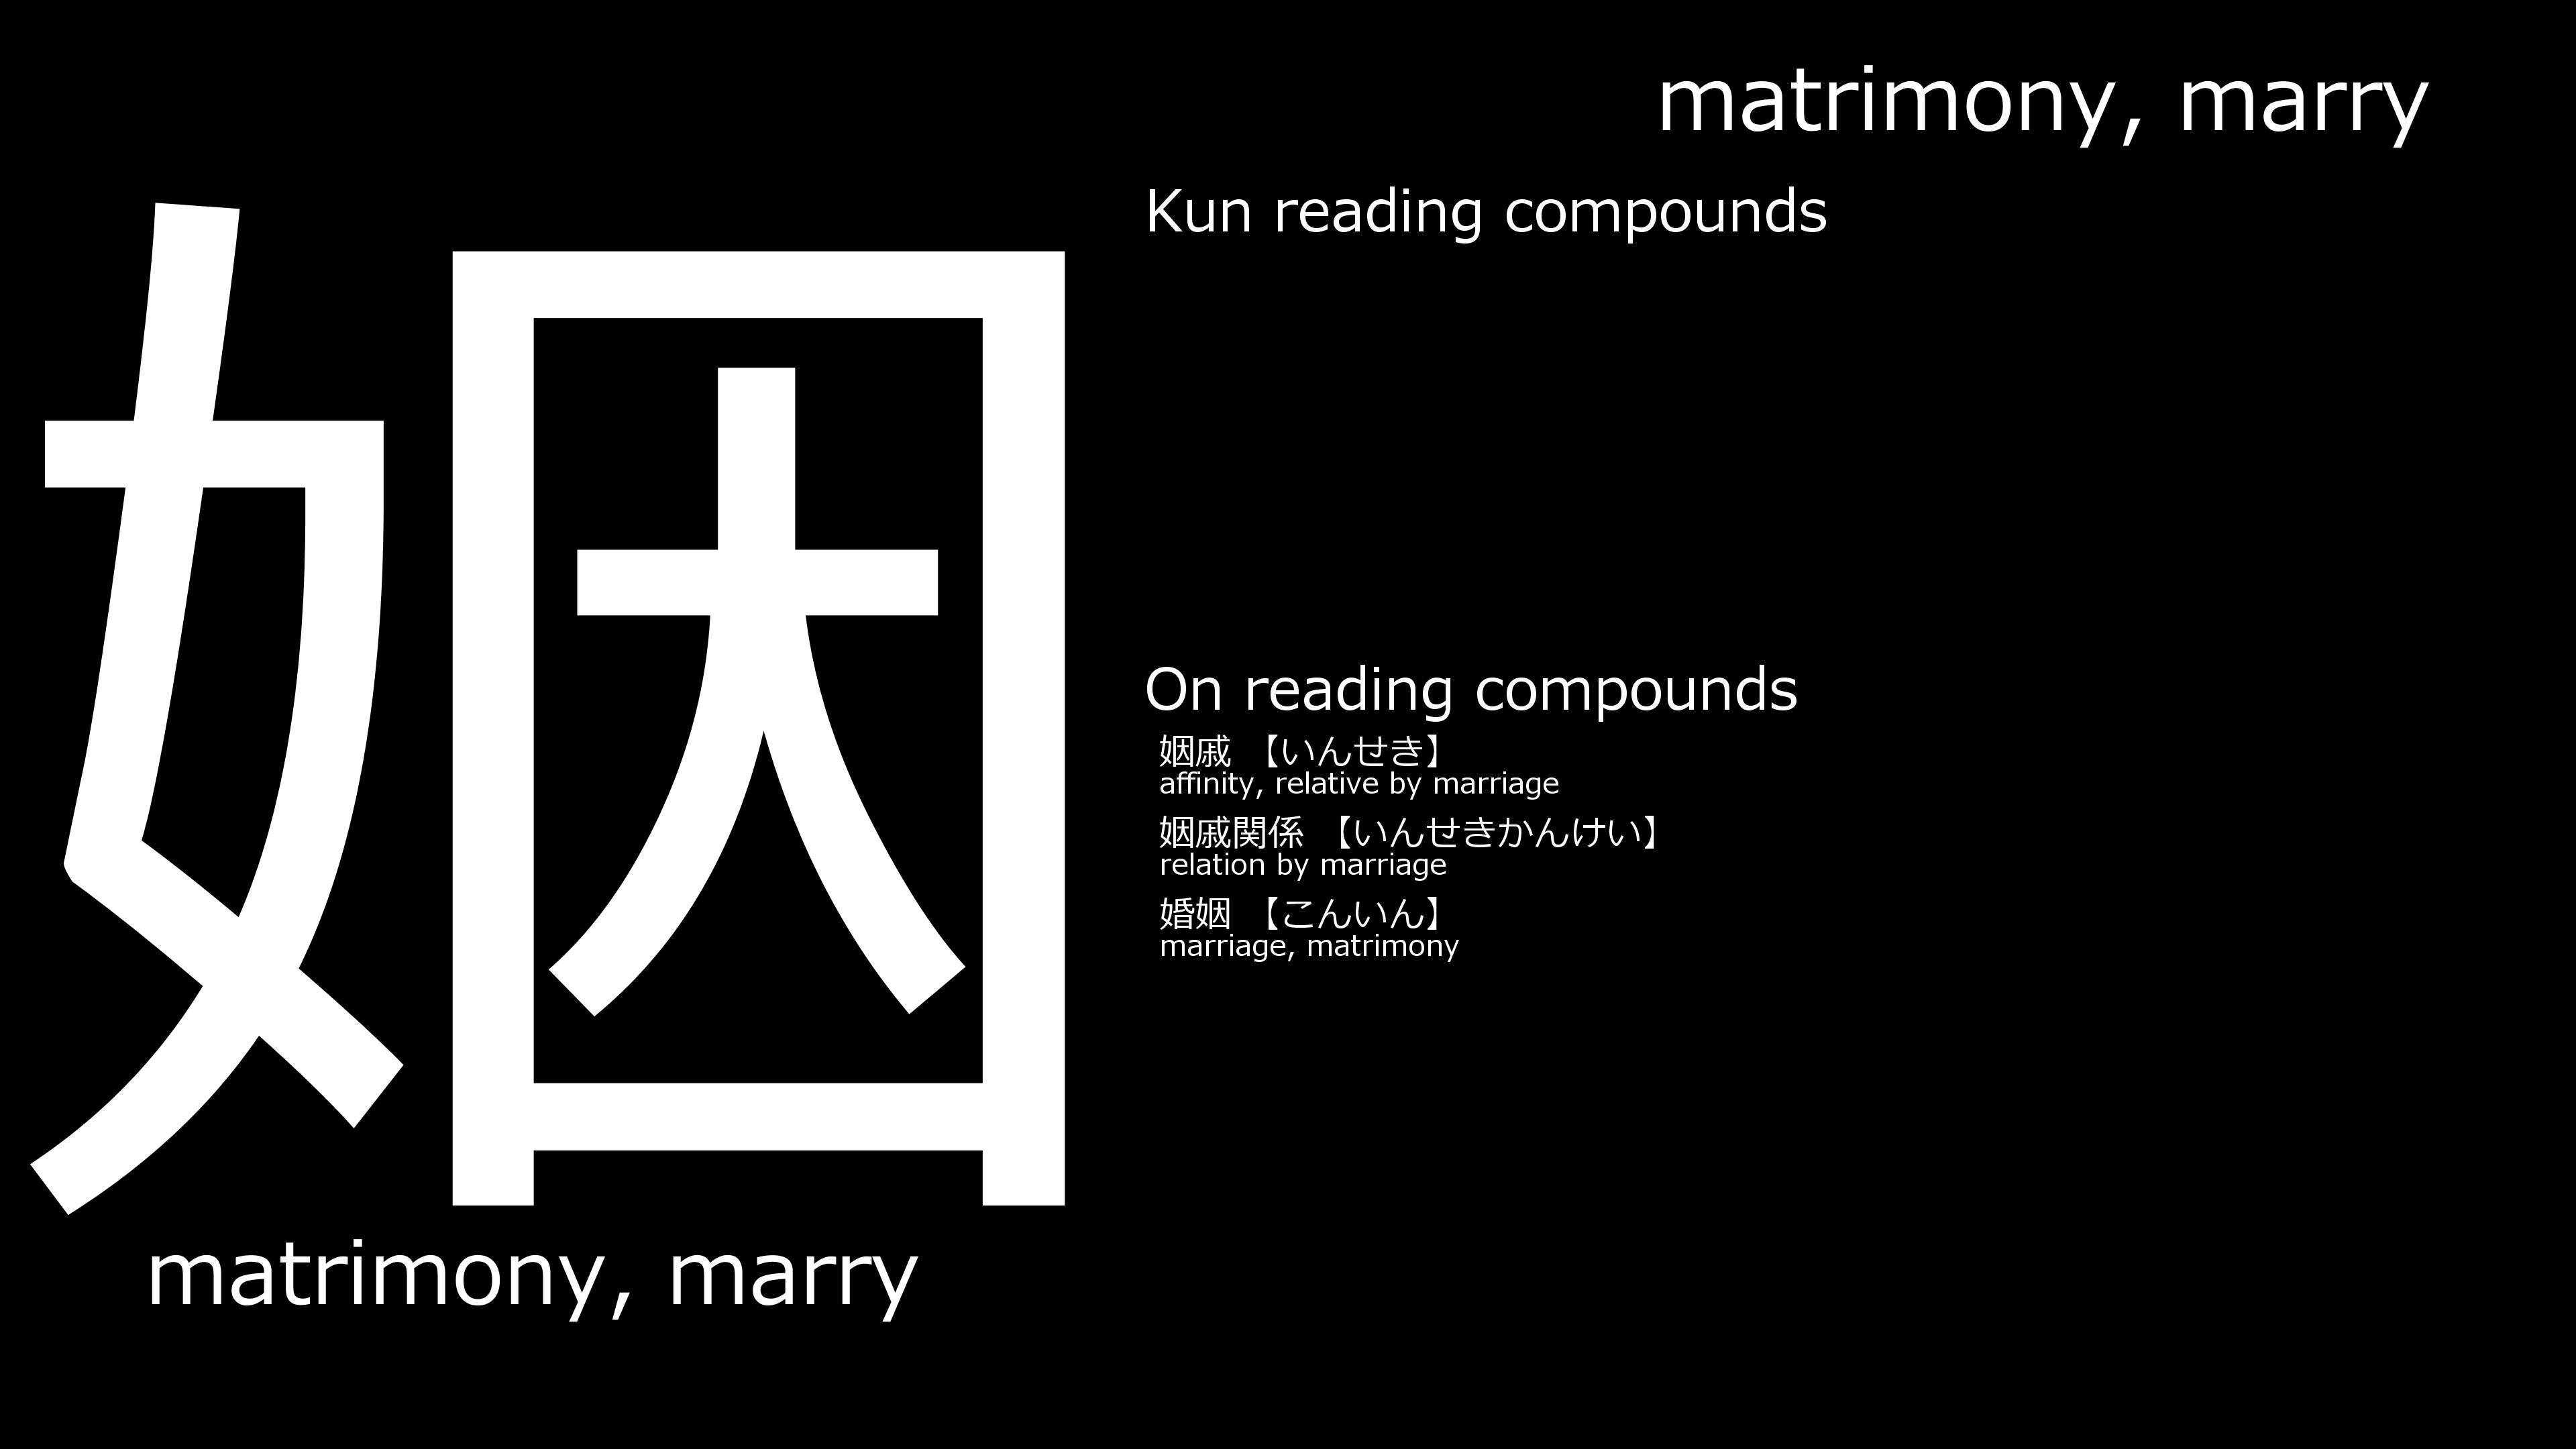 matrimony, marry
姻
matrimony, marry
Kun reading compounds
On reading compounds
姻戚 【いんせき】
affinity, relative by marriage
姻戚関係 【いんせきかんけい】
relation by marriage
婚姻 【こんいん】
marriage, matrimony